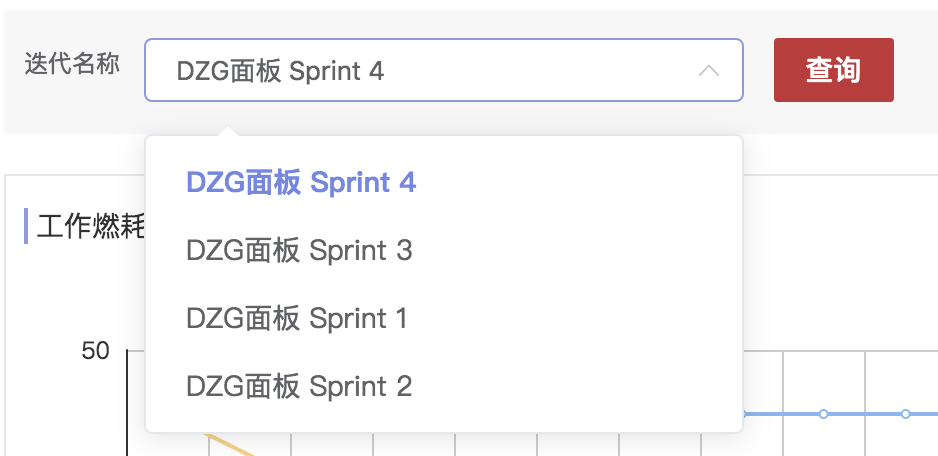 迭代名称
DZG面板 Sprint 4
查询
DZG面板 Sprint 4
DZG面板 Sprint 3
DZG面板 Sprint 1
DZG面板 Sprint 2
工作燃耗
50